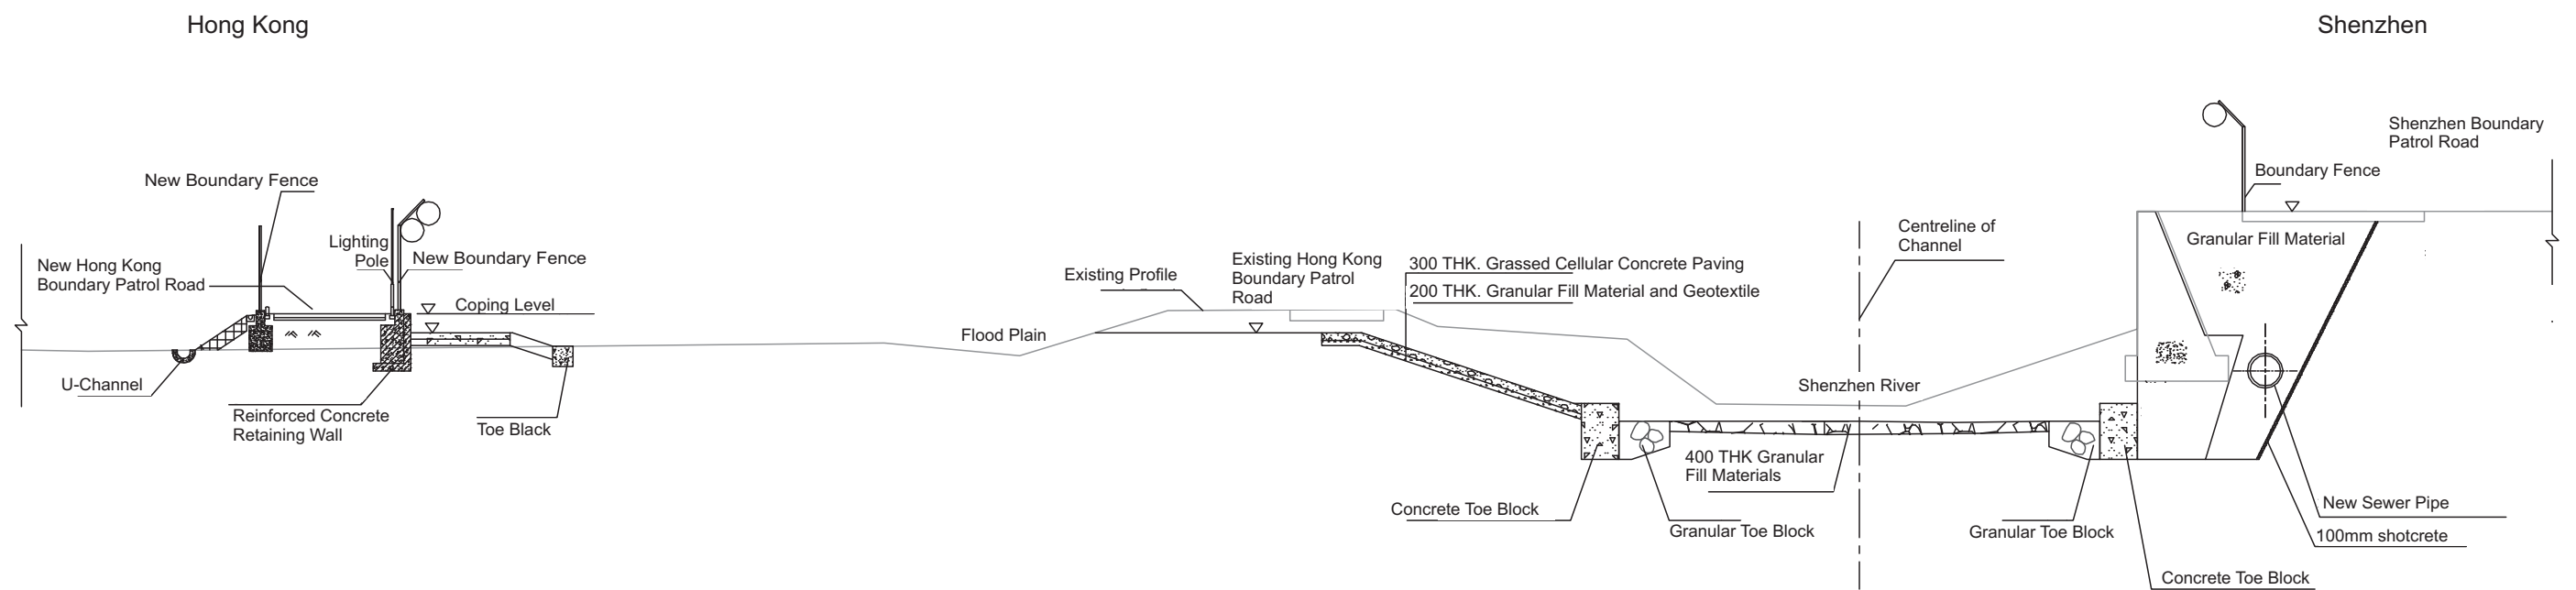 Hong Kong
Shenzhen
New Boundary Fence
Lighting
Pole
New Boundary Fence
New Hong Kong
Boundary Patrol Road
Coping Level
U-Channel
Reinforced Concrete
Retaining Wall
Toe Black
Flood Plain
Existing Profile
Existing Hong Kong
Boundary Patrol
Road
300 THK. Grassed Cellular Concrete Paving
200 THK. Granular Fill Material and Geotextile
Centreline of
Channel
Shenzhen River
400 THK Granular
Fill Materials
Concrete Toe Block
Granular Toe Block
Granular Toe Block
Concrete Toe Block
Shenzhen Boundary
Patrol Road
Boundary Fence
Granular Fill Material
New Sewer Pipe
100mm shotcrete